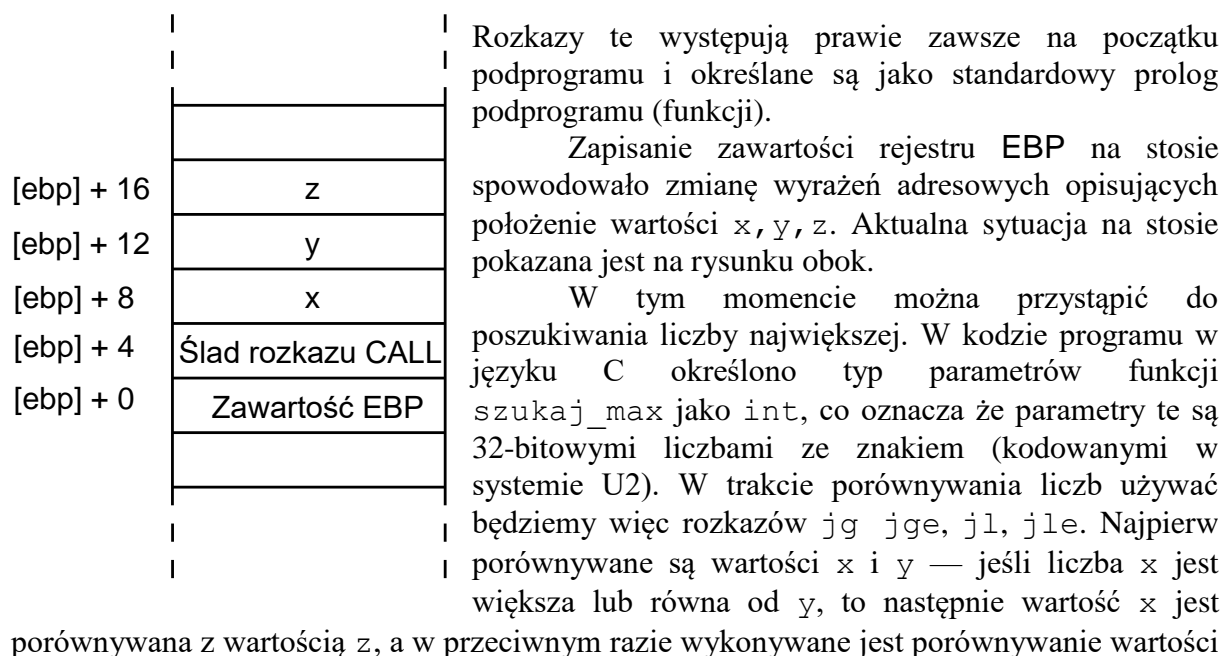 [ebp] + 16
z
[ebp] + 12
y
[ebp] + 8
x
[ebp] + 4
Ślad rozkazu CALL
[ebp] + 0
Zawartość EBP
Rozkazy te występują prawie zawsze na początku
podprogramu i określane są jako standardowy prolog
podprogramu (funkcji).
Zapisanie zawartości rejestru EBP na stosie
spowodowało zmianę wyrażeń adresowych opisujących
położenie wartości x,y,z. Aktualna sytuacja na stosie
pokazana jest na rysunku obok.
W tym momencie można przystąpić do
poszukiwania liczby największej. W kodzie programu w
języku C określono typ parametrów funkcji
szukaj_max jako int, co oznacza że parametry te są
32-bitowymi liczbami ze znakiem (kodowanymi w
systemie U2). W trakcie porównywania liczb używać
będziemy więc rozkazów jg jge, jl, jle. Najpierw
porównywane są wartości x i y — jeśli liczba x jest
większa lub równa od y, to następnie wartość x jest
porównywana z wartością z, a w przeciwnym razie wykonywane jest porównywanie wartości